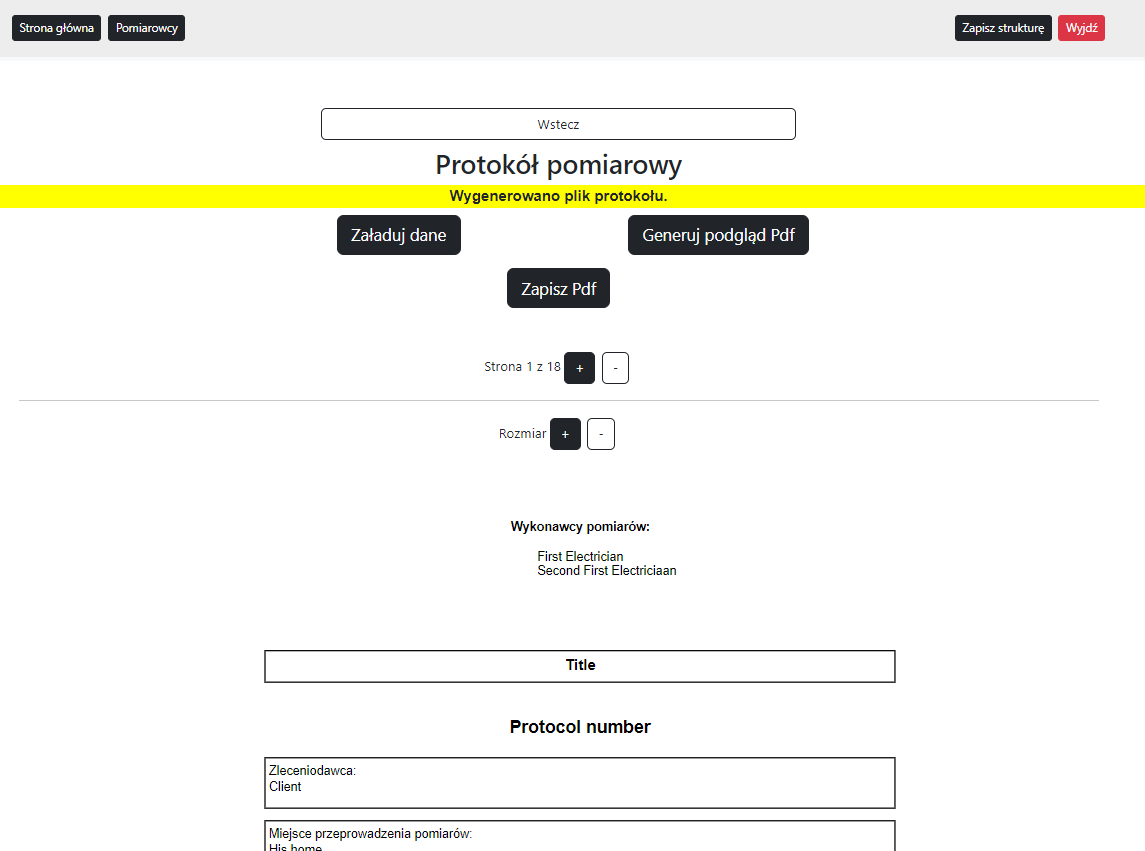 Strona główna Pomiarowcy Zapisz strukturę Wyjdź
Wstecz
Protokół pomiarowy
Wygenerowano plik protokołu.
Załaduj dane Generuj podgląd Pdf
Zapisz Pdf
Strona 1 z 18 + -
Rozmiar + -
Wykonawcy pomiarów:
First Electrician
Second First Electriciaan
Title
Protocol number
Zleceniodawca:
Client
Miejsce przeprowadzenia pomiarów:
His home